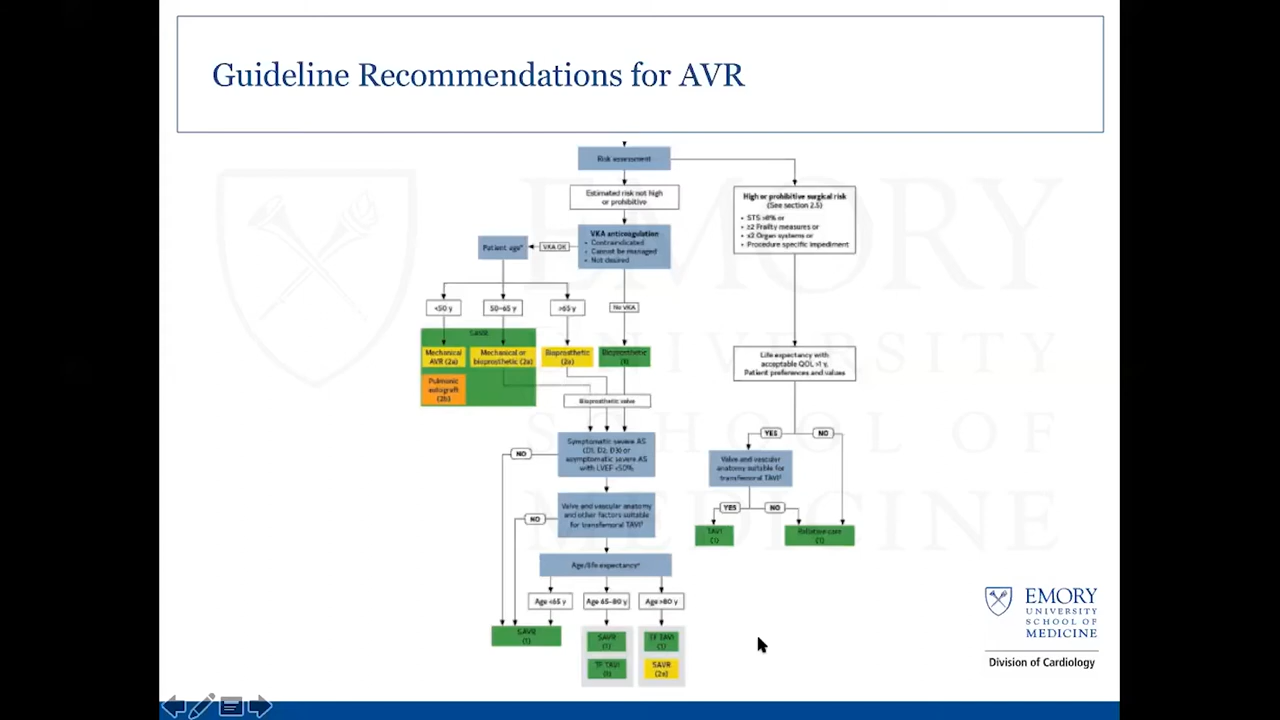 Guideline Recommendations for AVR
Risk assessment
Estimated risk not high
or prohibitive
High or prohibitive surgical risk
(See section 2.5)
• STS >8% or
• ≥2 Frailty measures or
• ≤2 Organ systems or
• Procedure specific impediment
VKA anticoagulation
• Contraindicated
• Cannot be managed
• Not desired
VKA OK
Patient age*
<50 y
50–65 y
>65 y
No VKA
SAVR
Mechanical
AVR (2a)
Mechanical or
bioprosthetic (2a)
Bioprosthetic
(2a)
Bioprosthetic
(1)
Pulmonic
autograft
(2b)
Bioprosthetic valve
Life expectancy with
acceptable QOL >1 y,
Patient preferences and values
YES
NO
Symptomatic severe AS
(D1, D2, D3) or
asymptomatic severe AS
with LVEF <50%
NO
Valve and vascular
anatomy suitable for
transfemoral TAVI†
YES
NO
Valve and vascular anatomy
and other factors suitable
for transfemoral TAVI†
NO
TAVI
(1)
Palliative care
(1)
Age/life expectancy*
Age <65 y
Age 65–80 y
Age >80 y
SAVR
(1)
SAVR
(1)
TF TAVI
(1)
TF TAVI
(1)
SAVR
(2a)
EMORY
UNIVERSITY
SCHOOL OF
MEDICINE
EMORY
UNIVERSITY
SCHOOL OF
MEDICINE
Division of Cardiology